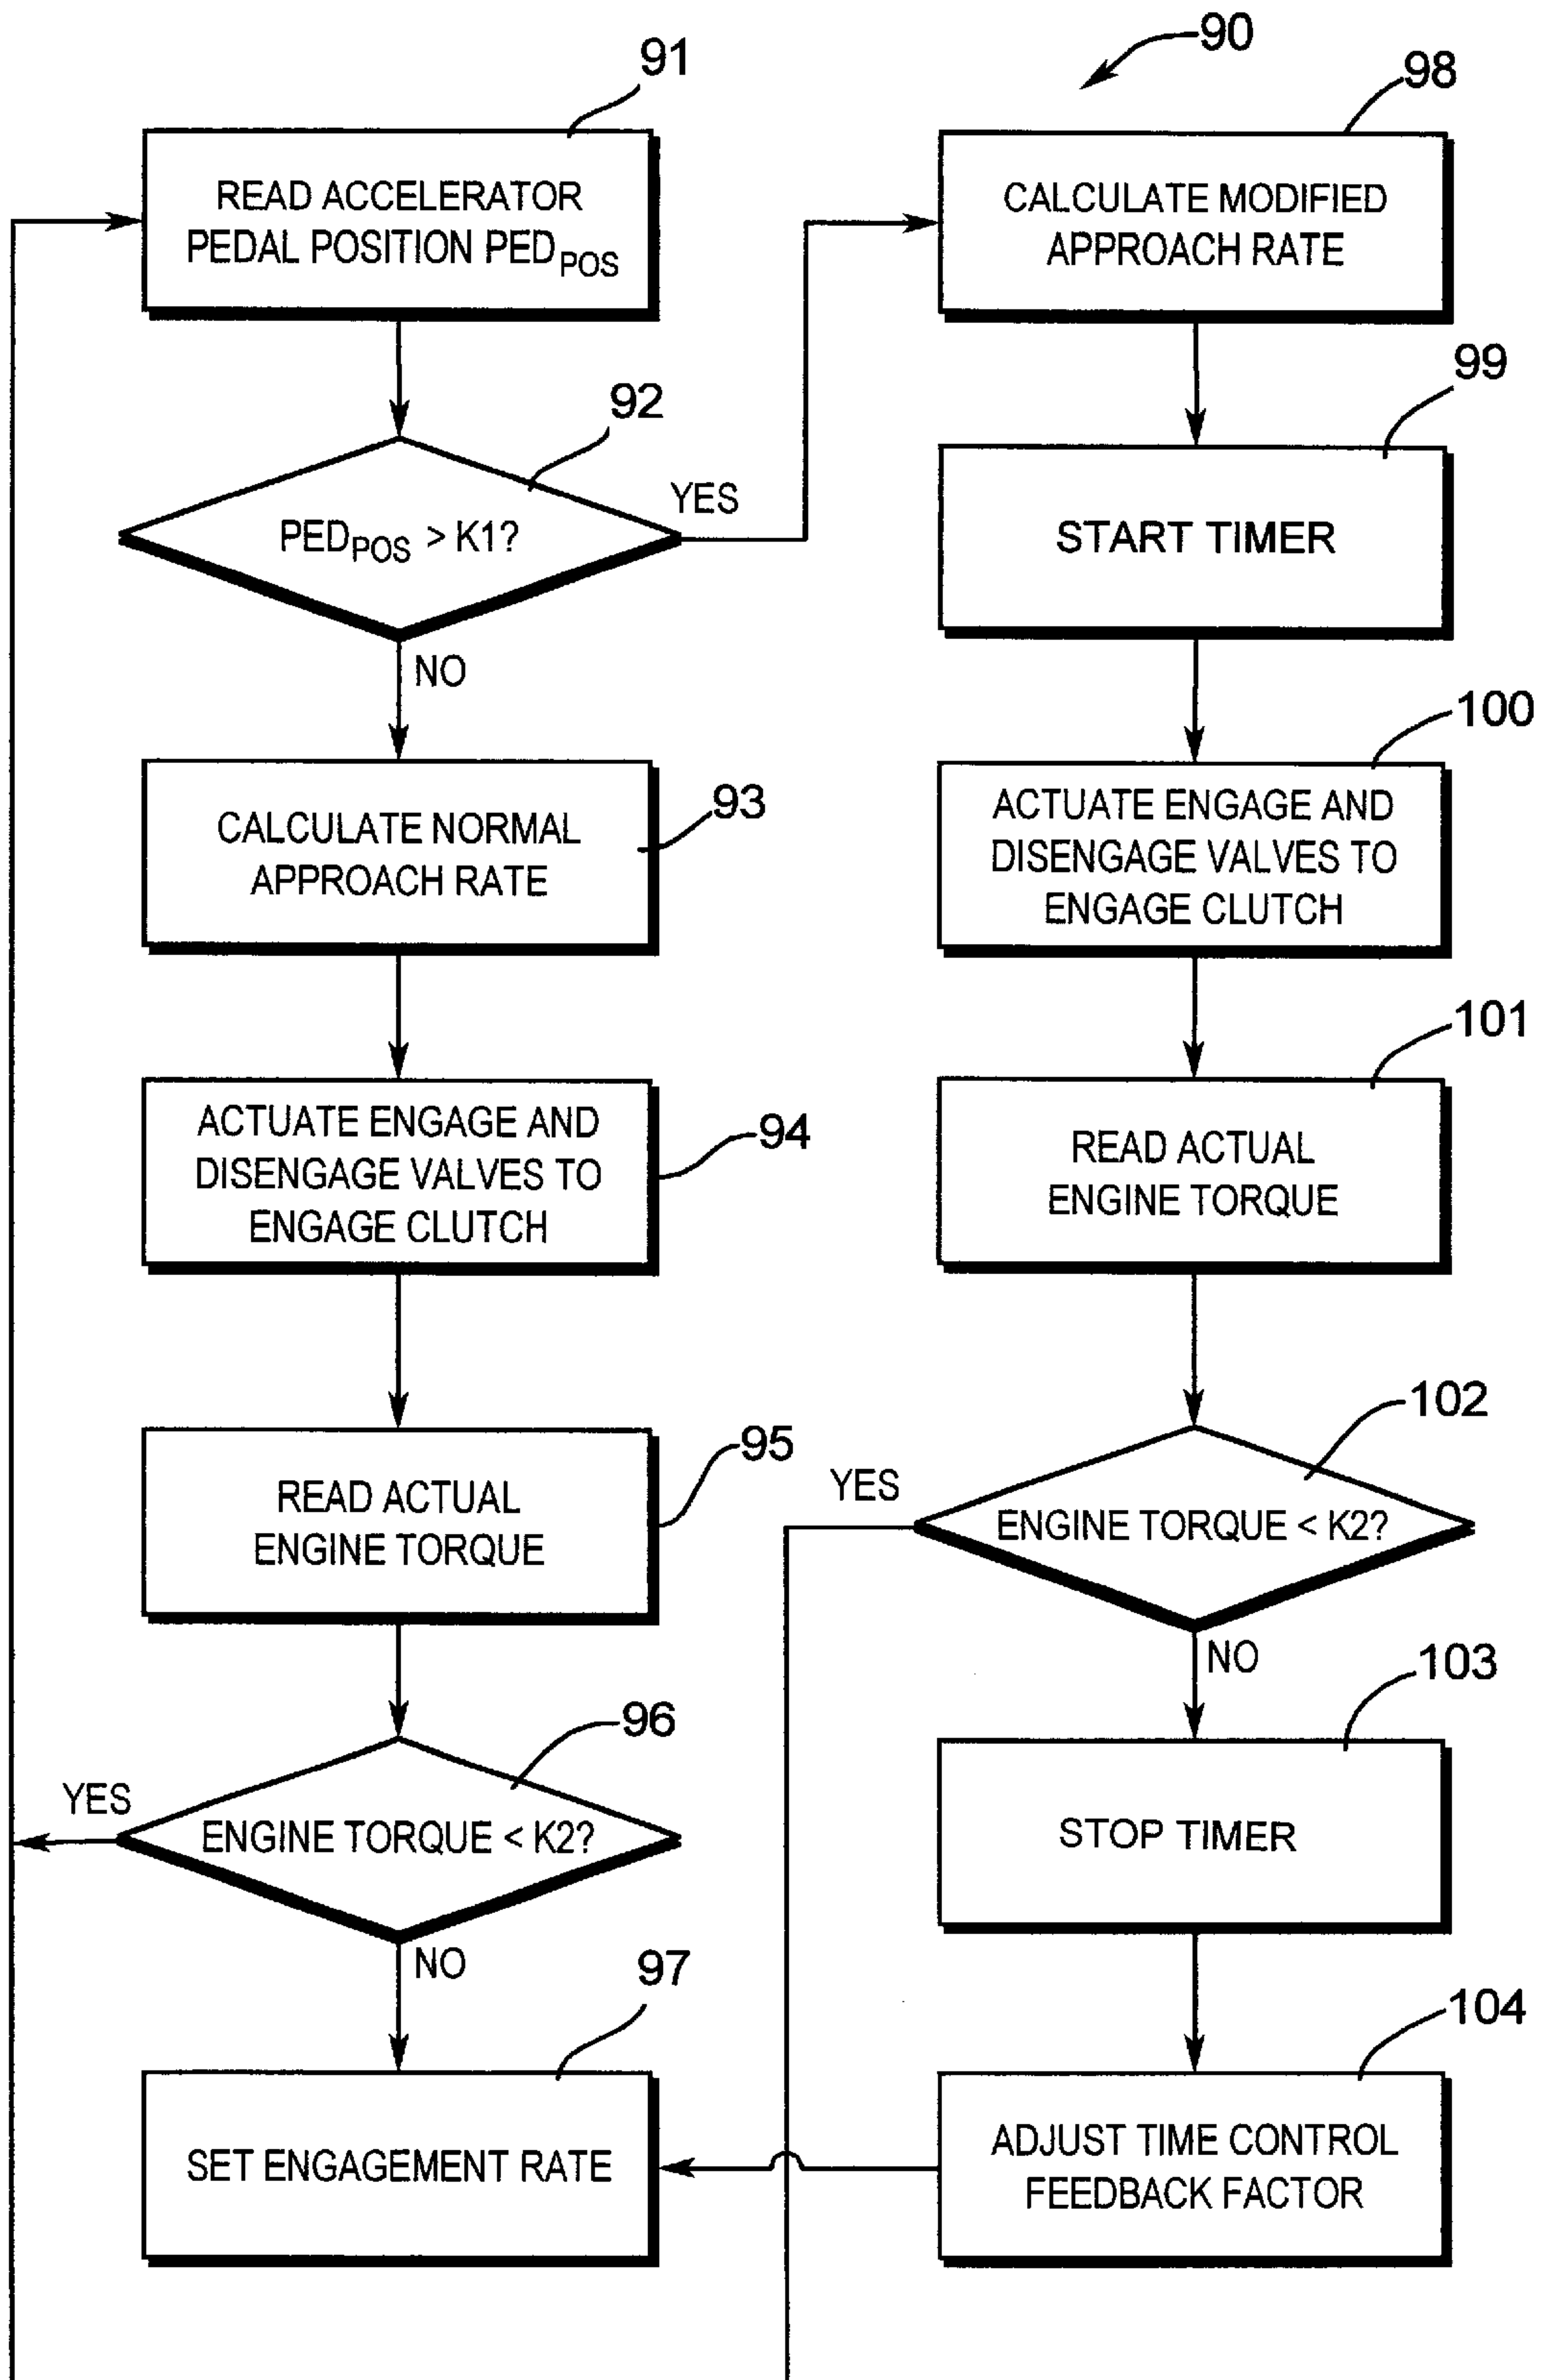 90
91
READ ACCELERATOR
PEDAL POSITION PEDPOS
92
PEDPOS > K1?
YES
NO
CALCULATE NORMAL
APPROACH RATE
93
ACTUATE ENGAGE AND
DISENGAGE VALVES TO
ENGAGE CLUTCH
94
READ ACTUAL
ENGINE TORQUE
95
96
YES
ENGINE TORQUE < K2?
NO
97
SET ENGAGEMENT RATE
98
CALCULATE MODIFIED
APPROACH RATE
99
START TIMER
100
ACTUATE ENGAGE AND
DISENGAGE VALVES TO
ENGAGE CLUTCH
101
READ ACTUAL
ENGINE TORQUE
102
YES
ENGINE TORQUE < K2?
NO
103
STOP TIMER
104
ADJUST TIME CONTROL
FEEDBACK FACTOR